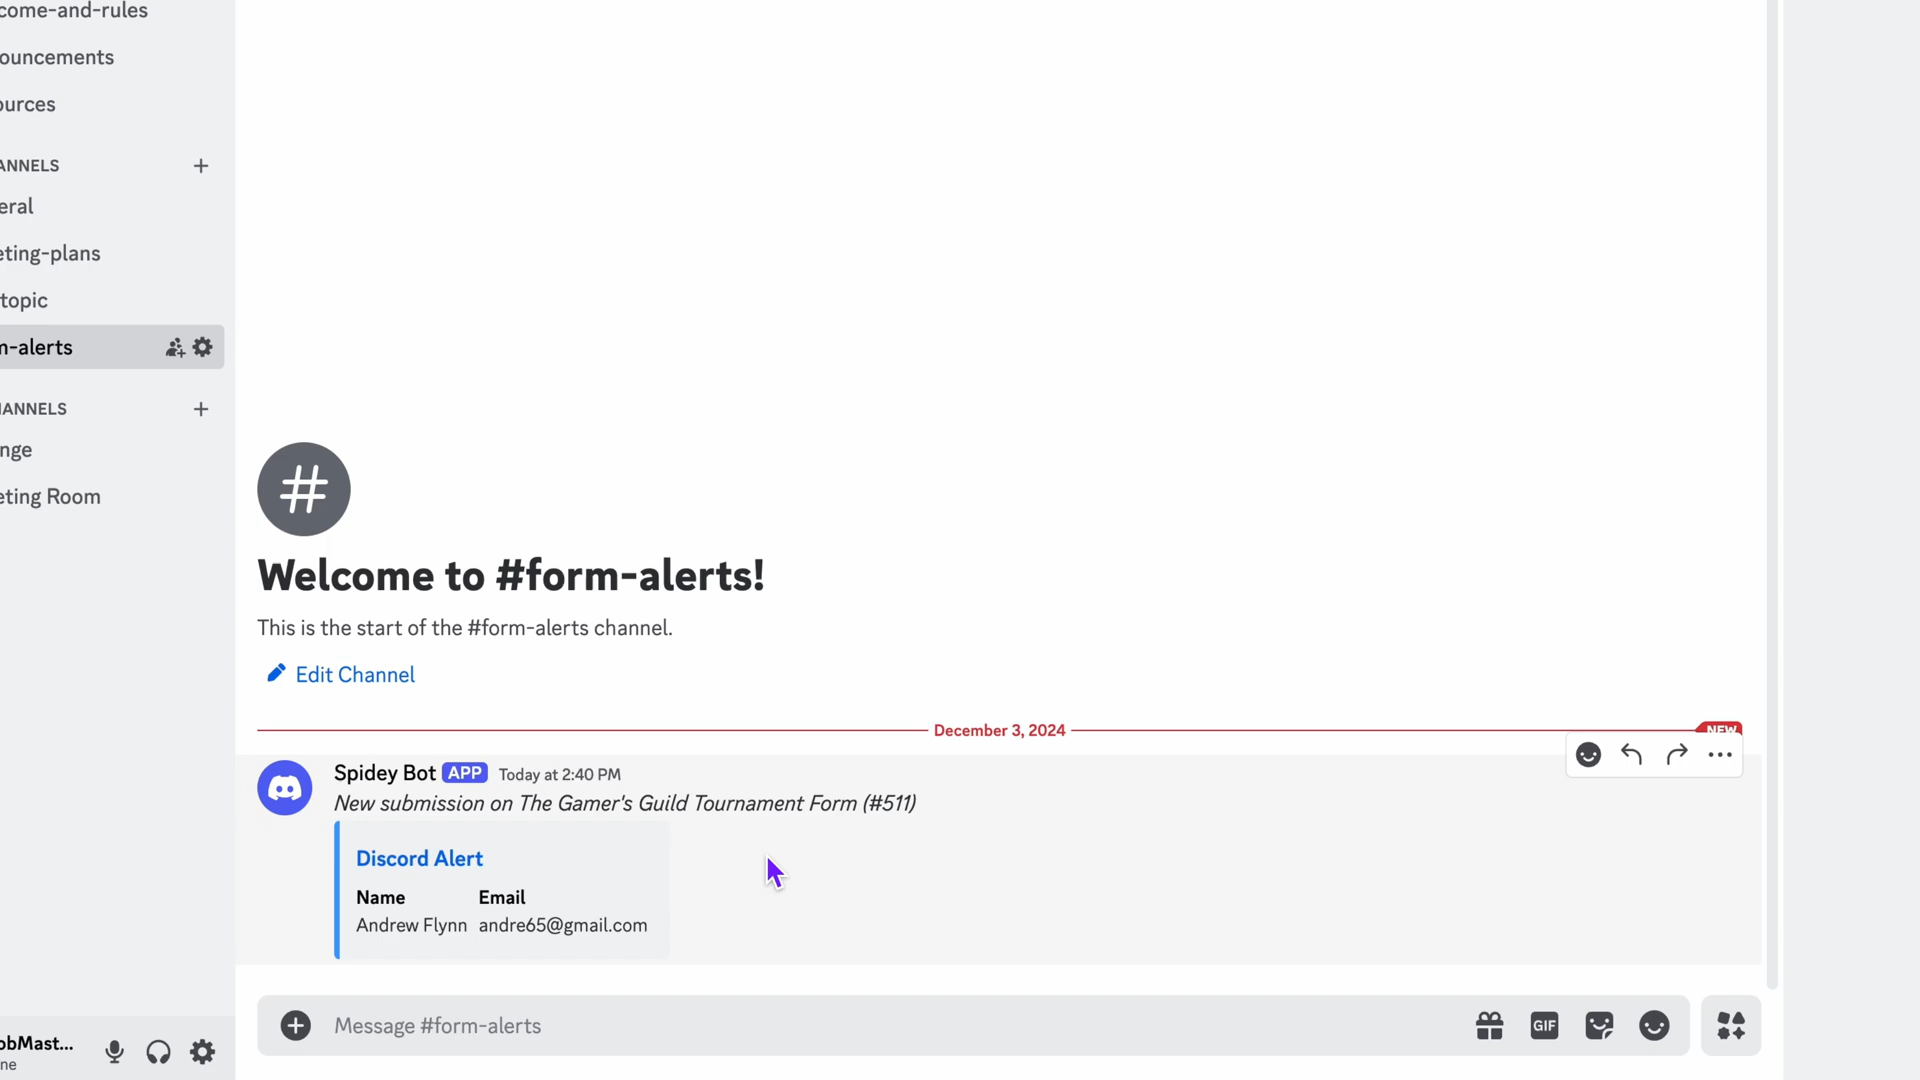 come-and-rules
ouncements
ources
ANNELS
eral
eting-plans
topic
m-alerts
HANNELS
nge
eting Room
obMast...
ne
Welcome to #form-alerts!
This is the start of the #form-alerts channel.
Edit Channel
December 3, 2024
NEW
Spidey Bot APP Today at 2:40 PM
New submission on The Gamer's Guild Tournament Form (#511)
Discord Alert
Name Email
Andrew Flynn andre65@gmail.com
Message #form-alerts
GIF